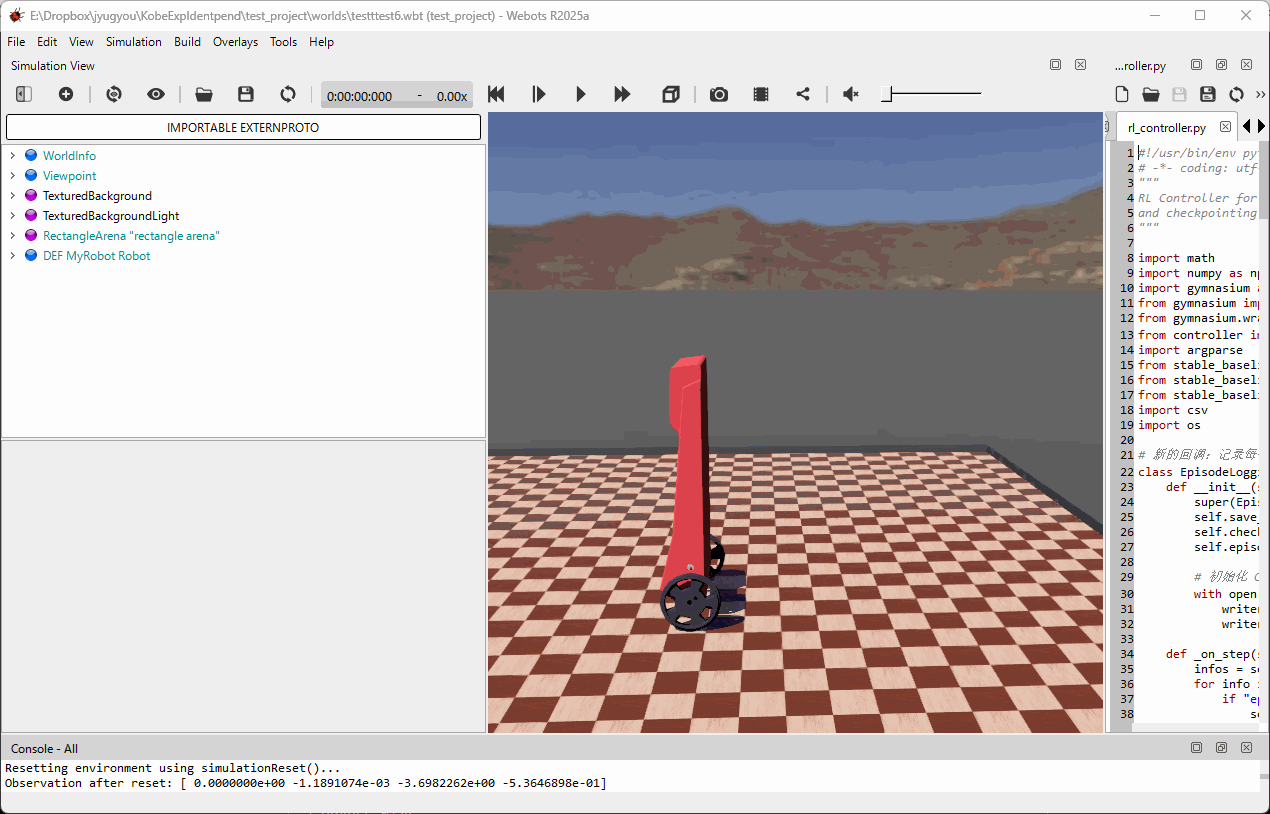 E:\Dropbox\jyugyou\KobeExpIdentpend\test_project\worlds\testttest6.wbt (test_project) - Webots R2025a
File Edit View Simulation Build Overlays Tools Help
Simulation View
...roller.py
0:00:00:000 - 0.00x
IMPORTABLE EXTERNPROTO
WorldInfo
Viewpoint
TexturedBackground
TexturedBackgroundLight
RectangleArena "rectangle arena"
DEF MyRobot Robot
rl_controller.py
1 #!/usr/bin/env py
2 # -*- coding: utf
3 """
4 RL Controller for
5 and checkpointing
6 """
7
8 import math
9 import numpy as np
10 import gymnasium
11 from gymnasium im
12 from gymnasium.wr
13 from controller i
14 import argparse
15 from stable_basel
16 from stable_basel
17 from stable_basel
18 import csv
19 import os
20
21 # 新的回调：记录每
22 class EpisodeLogg
23 def __init__(
24 super(Epis
25 self.save_
26 self.chec
27 self.episo
28
29 # 初始化 C
30 with open
31 write
32 write
33
34 def _on_step(
35 infos = se
36 for info
37 if "ep
38 se
Console - All
Resetting environment using simulationReset()...
Observation after reset: [ 0.0000000e+00 -1.1891074e-03 -3.6982262e+00 -5.3646898e-01]